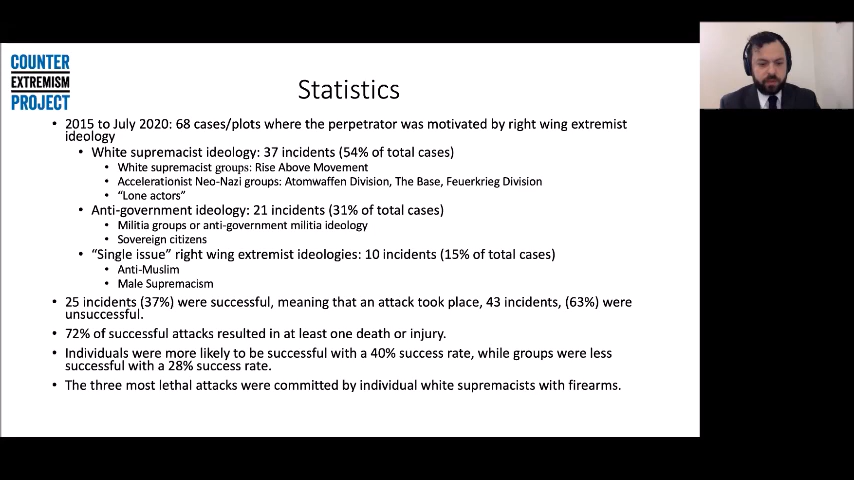 COUNTER
EXTREMISM
PROJECT
Statistics
• 2015 to July 2020: 68 cases/plots where the perpetrator was motivated by right wing extremist
ideology
• White supremacist ideology: 37 incidents (54% of total cases)
• White supremacist groups: Rise Above Movement
• Accelerationist Neo-Nazi groups: Atomwaffen Division, The Base, Feuerkrieg Division
• “Lone actors”
• Anti-government ideology: 21 incidents (31% of total cases)
• Militia groups or anti-government militia ideology
• Sovereign citizens
• “Single issue” right wing extremist ideologies: 10 incidents (15% of total cases)
• Anti-Muslim
• Male Supremacism
• 25 incidents (37%) were successful, meaning that an attack took place, 43 incidents, (63%) were
unsuccessful.
• 72% of successful attacks resulted in at least one death or injury.
• Individuals were more likely to be successful with a 40% success rate, while groups were less
successful with a 28% success rate.
• The three most lethal attacks were committed by individual white supremacists with firearms.